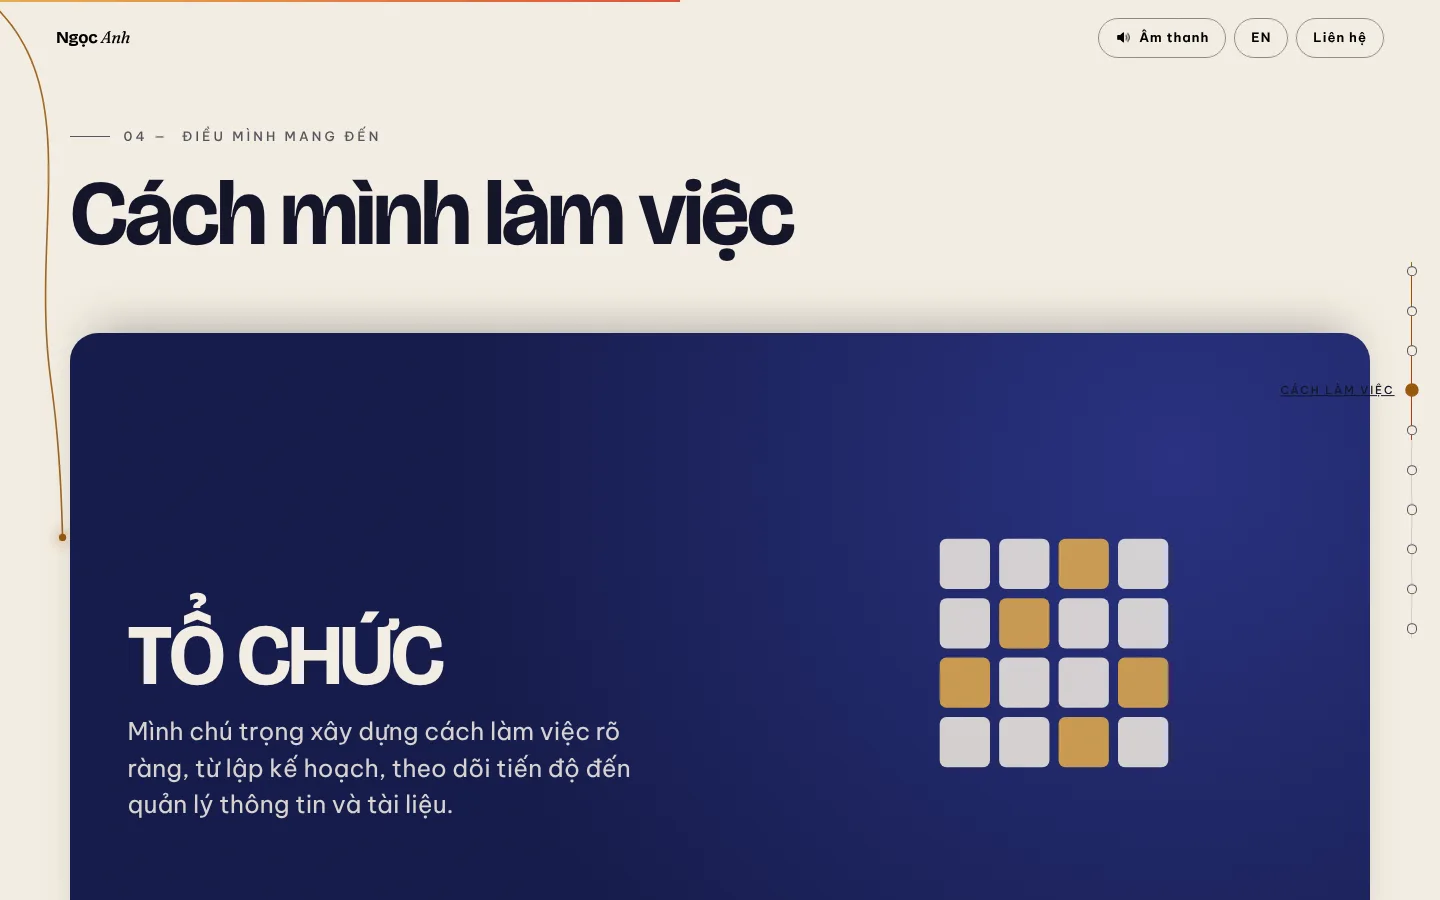 Ngọc Anh
Âm thanh
EN
Liên hệ
04 — ĐIỀU MÌNH MANG ĐẾN
Cách mình làm việc
CÁCH LÀM VIỆC
TỔ CHỨC
Mình chú trọng xây dựng cách làm việc rõ
ràng, từ lập kế hoạch, theo dõi tiến độ đến
quản lý thông tin và tài liệu.